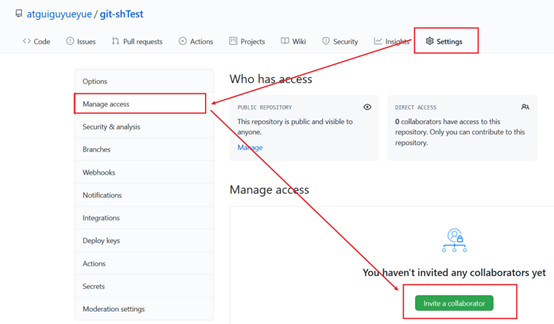 atguiguyueyue / git-shTest
Code Issues Pull requests Actions Projects Wiki Security Insights Settings
Options
Manage access
Security & analysis
Branches
Webhooks
Notifications
Integrations
Deploy keys
Actions
Secrets
Moderation settings
Who has access
PUBLIC REPOSITORY
This repository is public and visible to
anyone.
Manage
DIRECT ACCESS
0 collaborators have access to this
repository. Only you can contribute to this
repository.
Manage access
You haven't invited any collaborators yet
Invite a collaborator